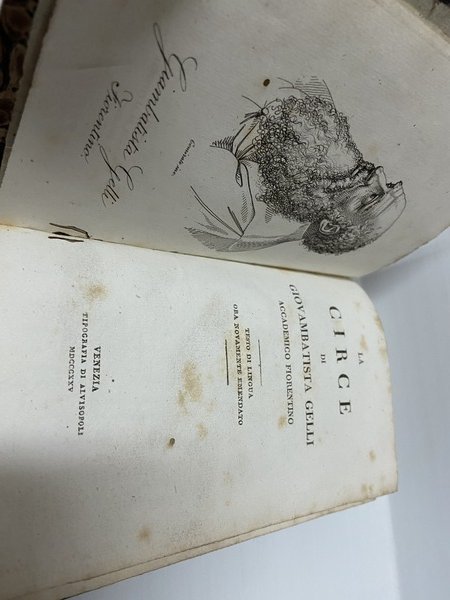 Giambatista Gelli
Fiorentino.
LA
CIRCE
DI
GIOVAMBATISTA GELLI
ACCADEMICO FIORENTINO
TESTO DI LINGUA
ORA NOVAMENTE EMENDATO
VENEZIA
TIPOGRAFIA DI ALVISOPOLI
MDCCCXXV